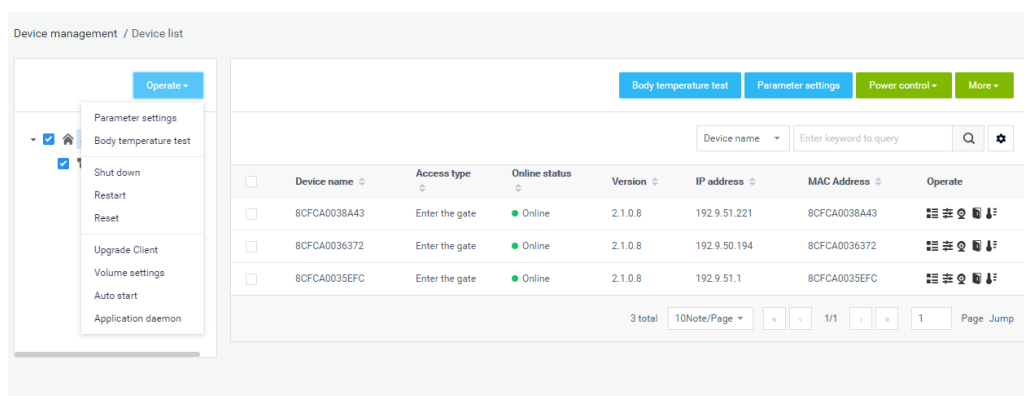 Device management / Device list
Operate
Parameter settings
Body temperature test
Shut down
Restart
Reset
Upgrade Client
Volume settings
Auto start
Application daemon
Body temperature test Parameter settings Power control More
Device name Enter keyword to query
Device name Access type Online status Version IP address MAC Address Operate
8CFCA0038A43 Enter the gate Online 2.1.0.8 192.9.51.221 8CFCA0038A43
8CFCA0036372 Enter the gate Online 2.1.0.8 192.9.50.194 8CFCA0036372
8CFCA0035EFC Enter the gate Online 2.1.0.8 192.9.51.1 8CFCA0035EFC
3 total 10Note/Page « ‹ 1/1 › » 1 Page Jump